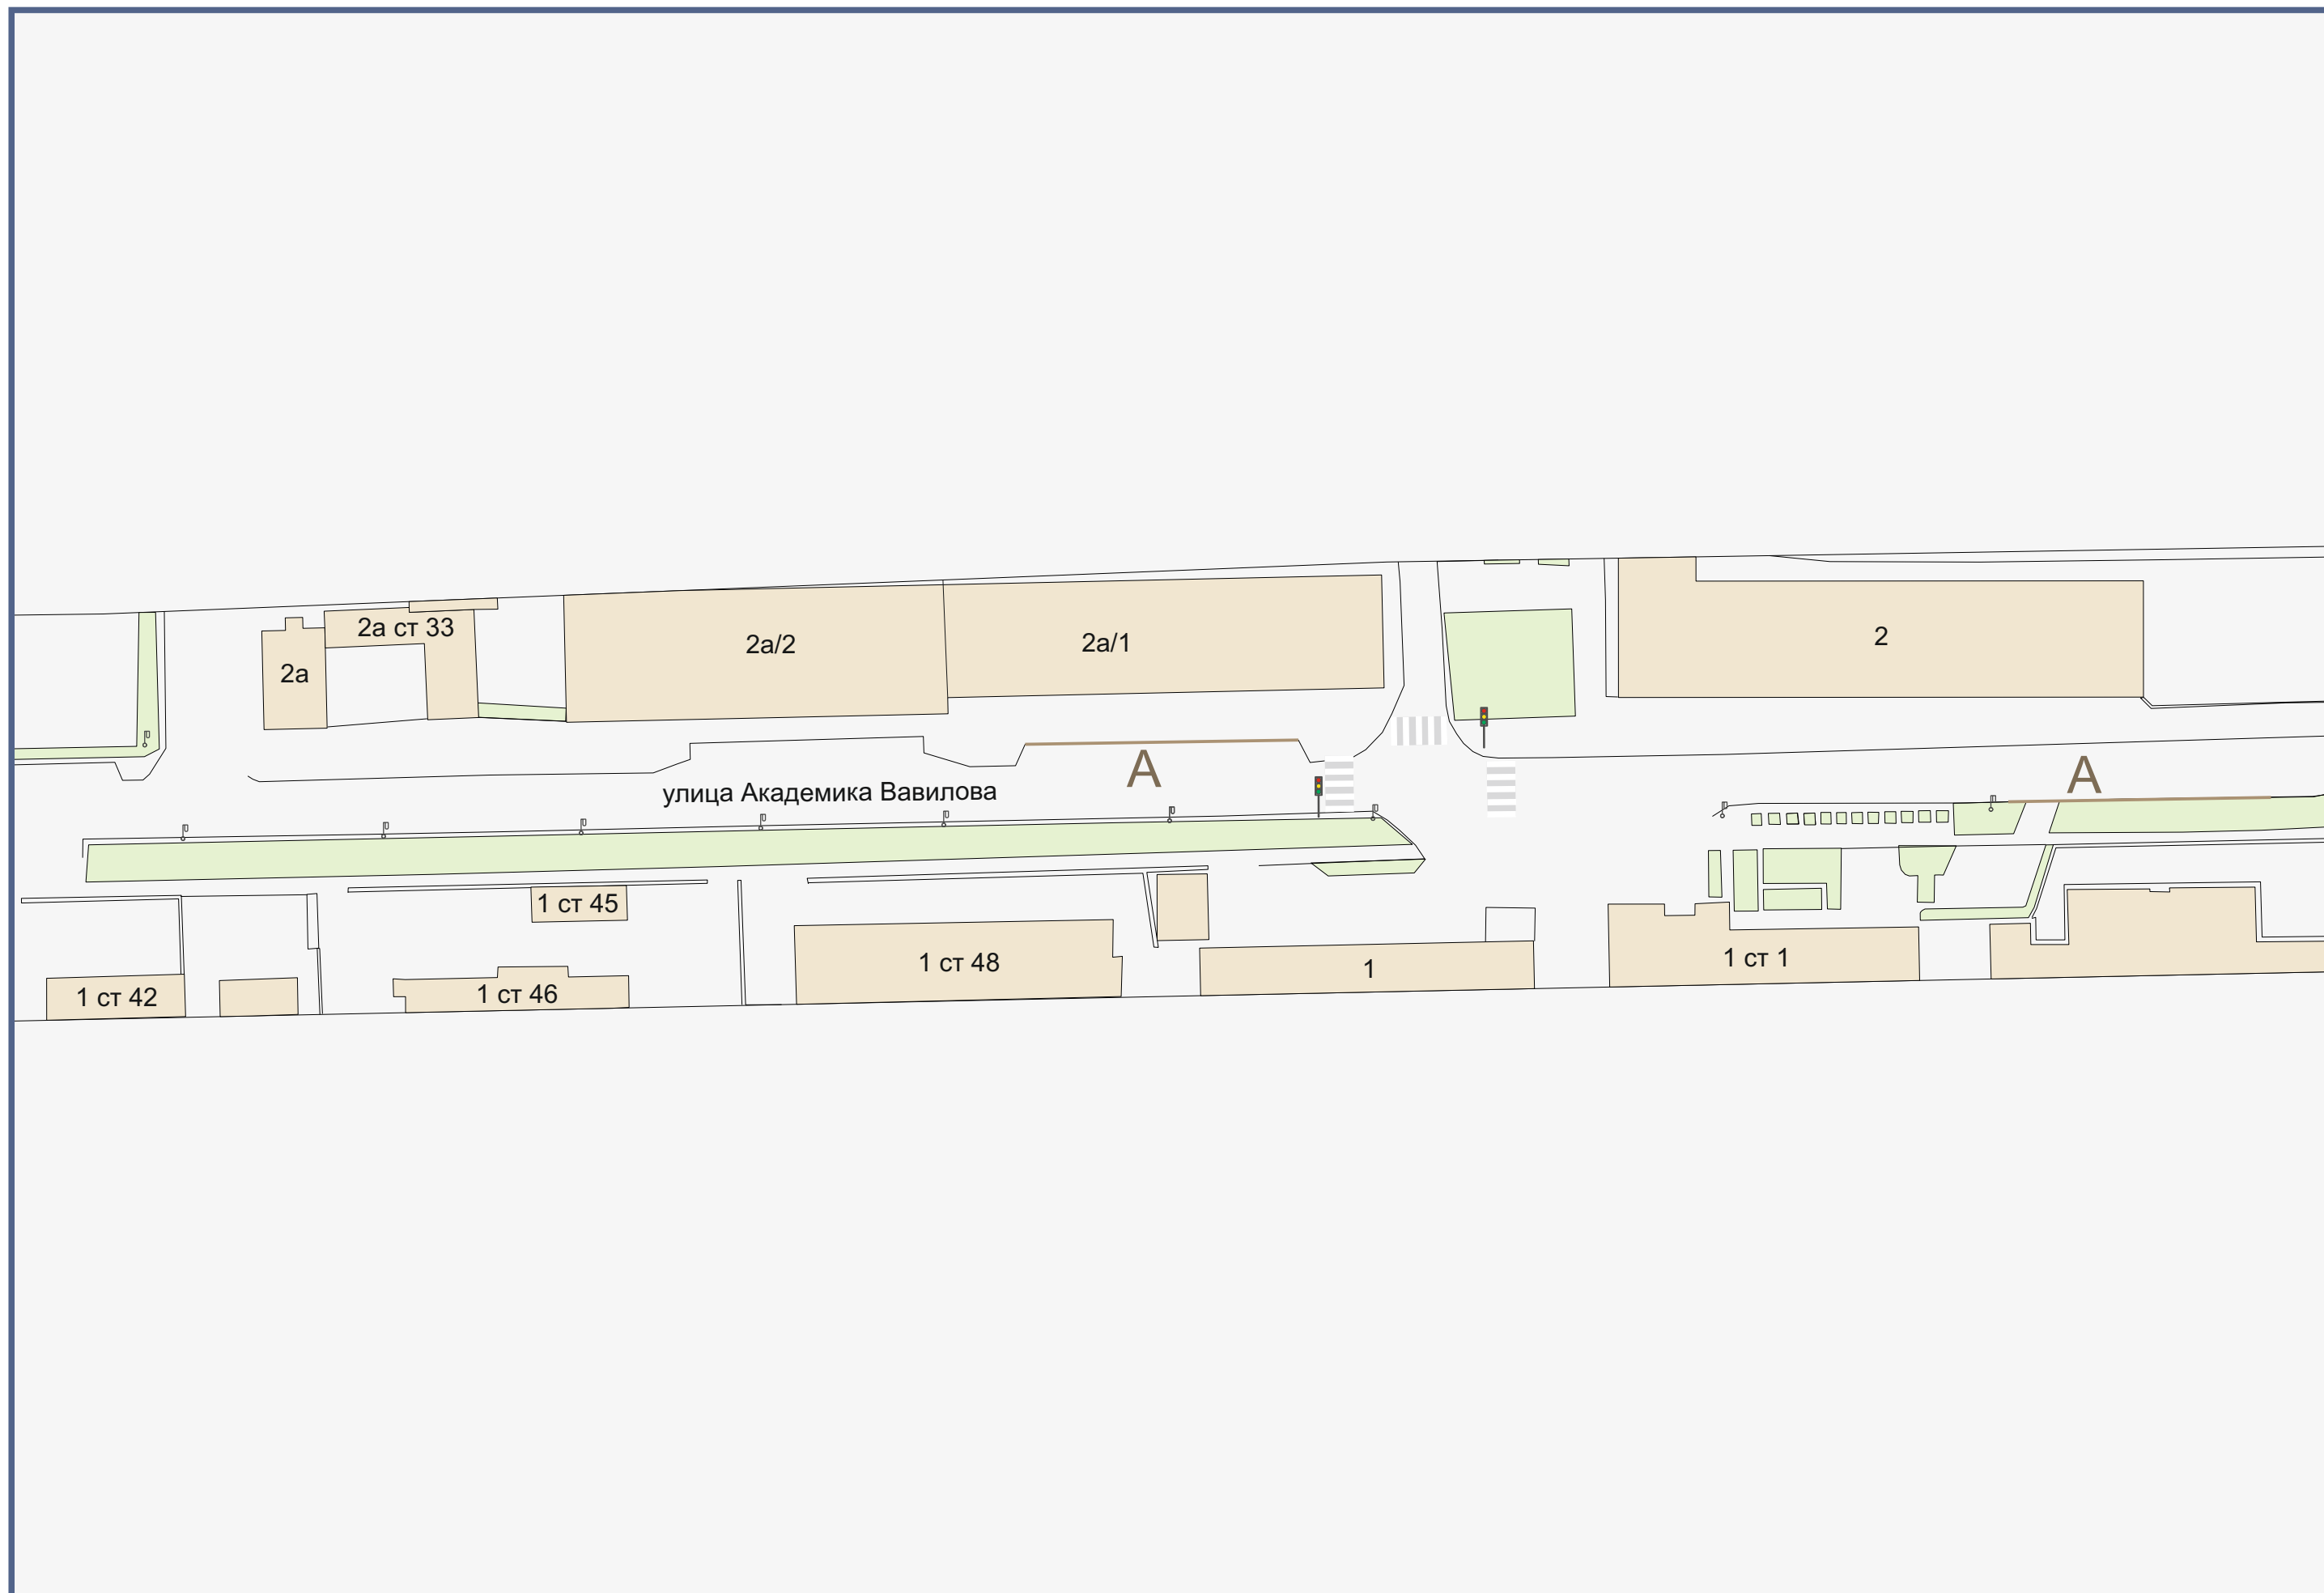 2а ст 33
2а
2а/2
2а/1
2
А
А
улица Академика Вавилова
1 ст 45
1 ст 42
1 ст 46
1 ст 48
1
1 ст 1